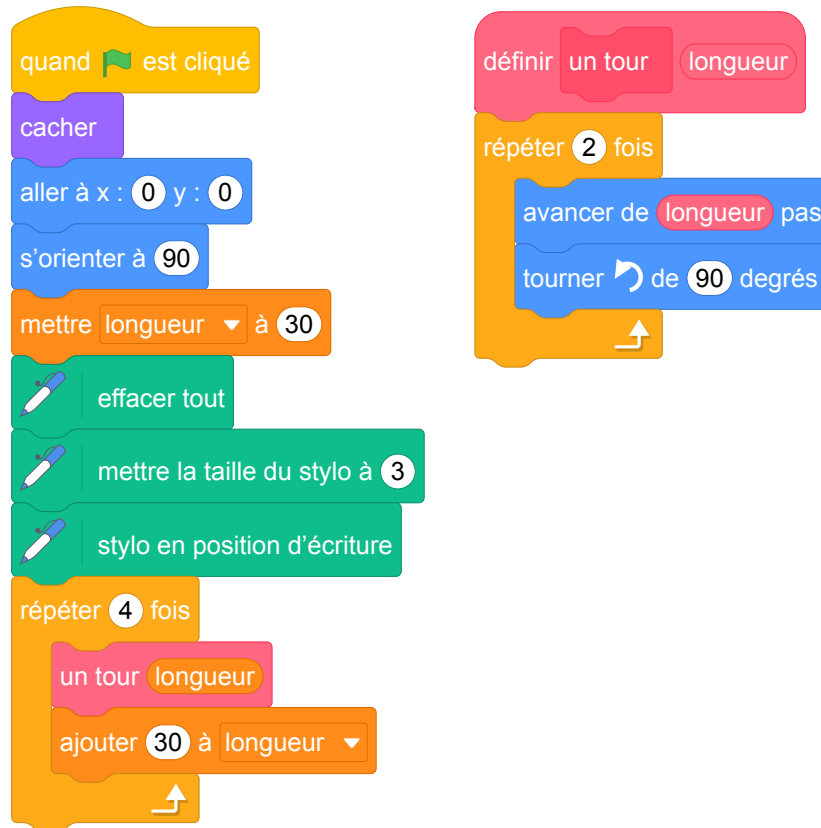 quand est cliqué
cacher
aller à x : 0 y : 0
s’orienter à 90
mettre longueur à 30
effacer tout
mettre la taille du stylo à 3
stylo en position d’écriture
répéter 4 fois
un tour longueur
ajouter 30 à longueur
définir un tour longueur
répéter 2 fois
avancer de longueur pas
tourner de 90 degrés